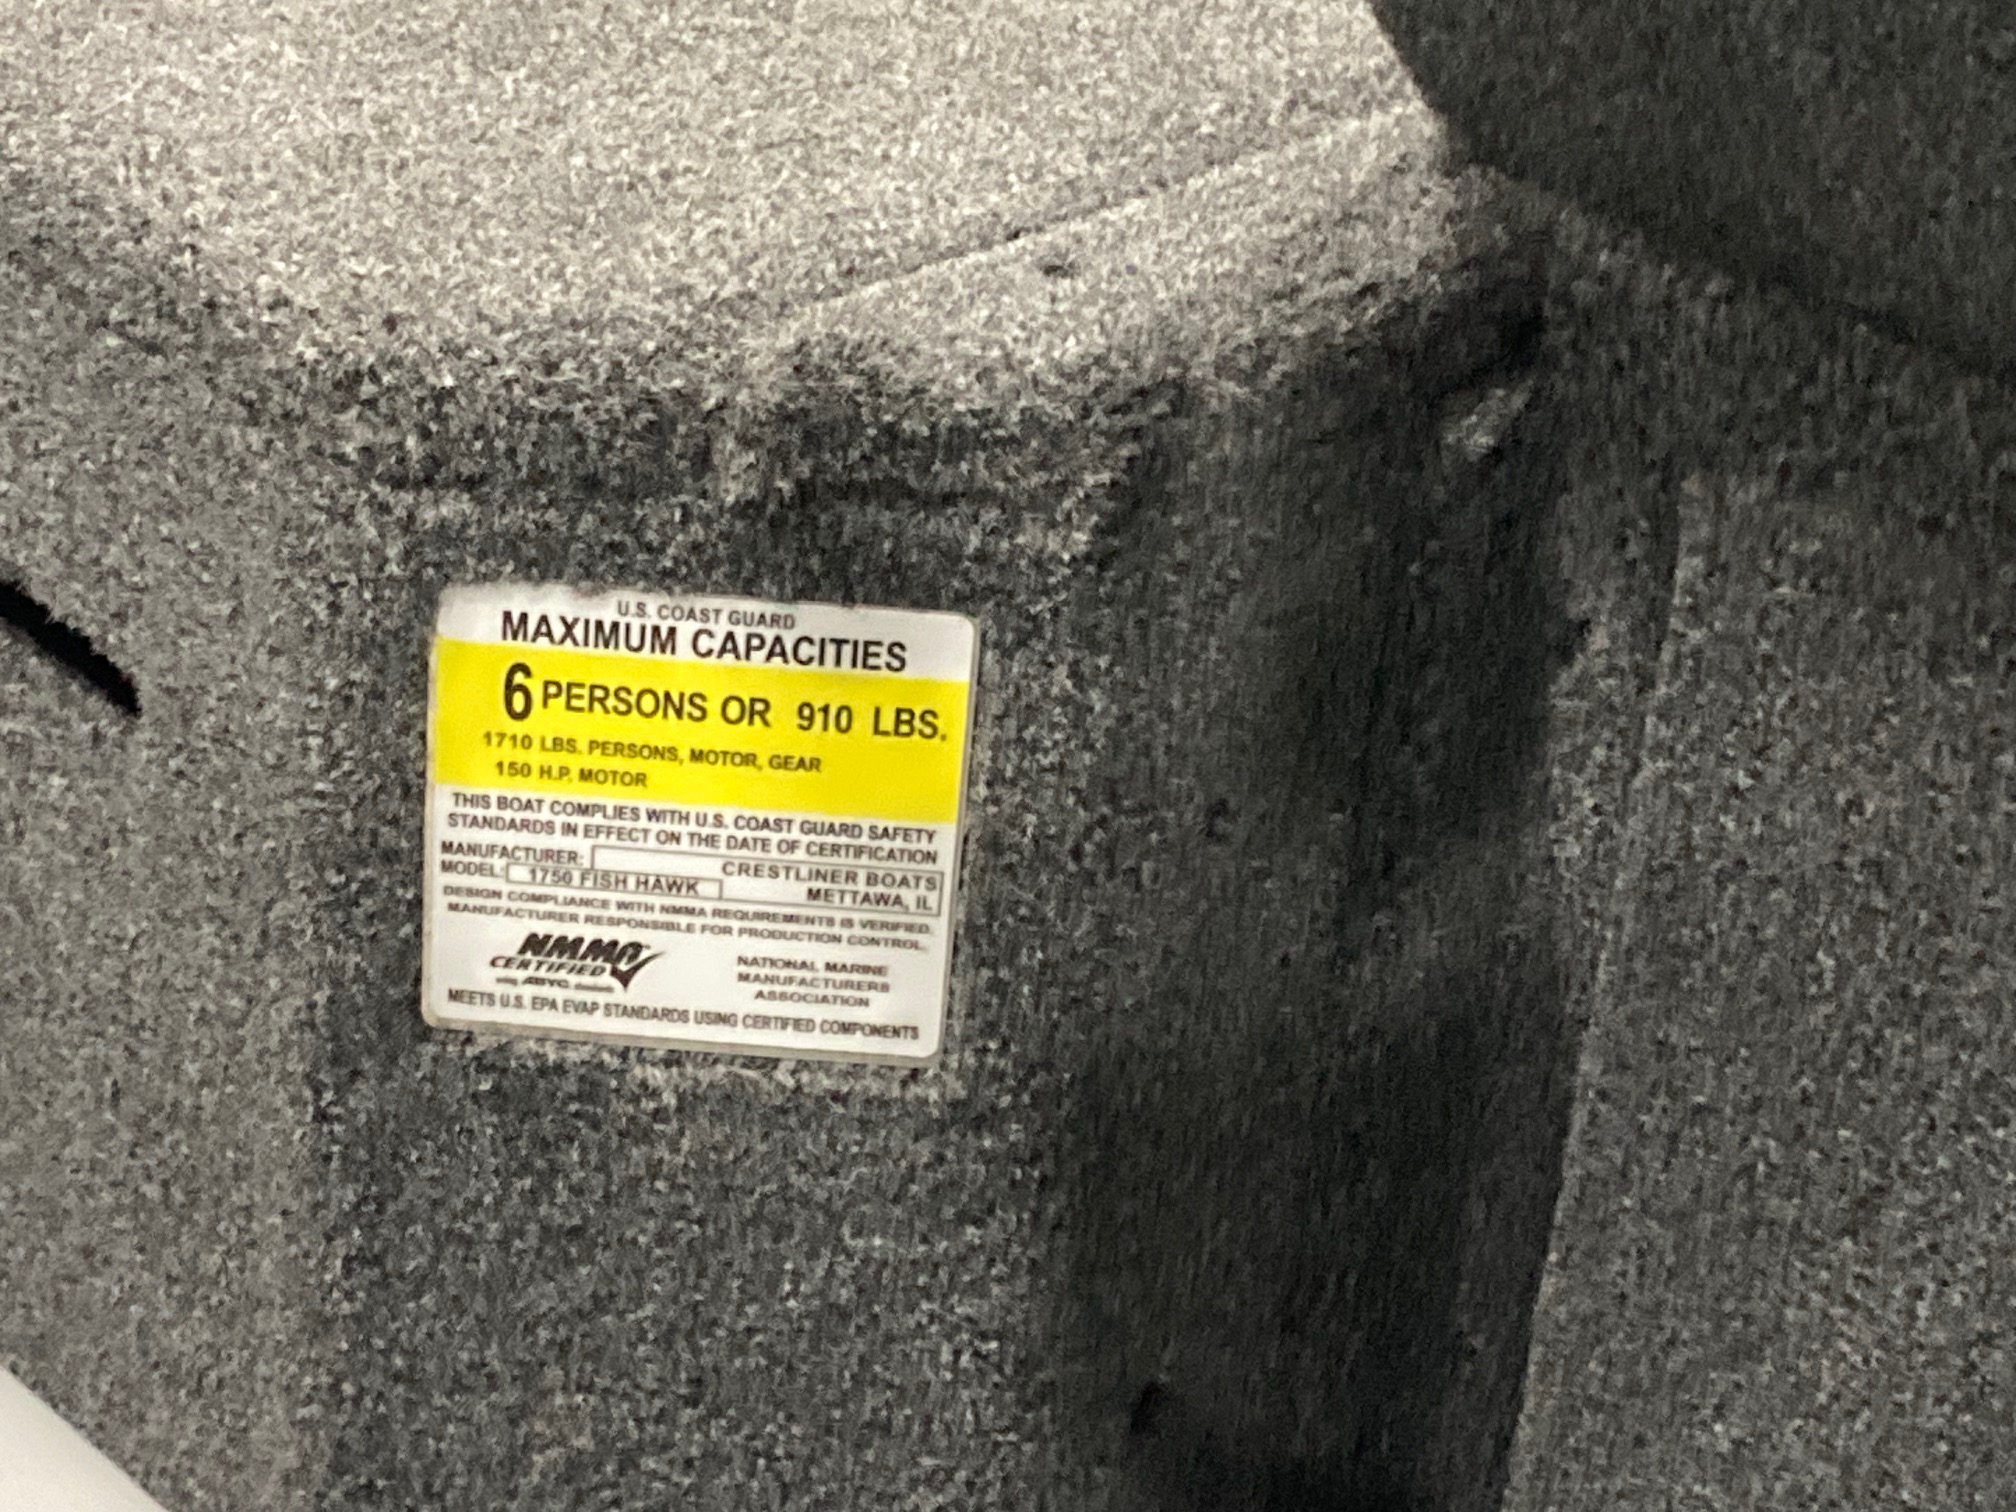 U.S. COAST GUARD
MAXIMUM CAPACITIES
6 PERSONS OR 910 LBS.
1710 LBS. PERSONS, MOTOR, GEAR
150 H.P. MOTOR
THIS BOAT COMPLIES WITH U.S. COAST GUARD SAFETY
STANDARDS IN EFFECT ON THE DATE OF CERTIFICATION
MANUFACTURER: CRESTLINER BOATS
MODEL: 1750 FISH HAWK METTAWA, IL
DESIGN COMPLIANCE WITH NMMA REQUIREMENTS IS VERIFIED.
MANUFACTURER RESPONSIBLE FOR PRODUCTION CONTROL.
NMMA
CERTIFIED
using ABYC standards
NATIONAL MARINE
MANUFACTURERS
ASSOCIATION
MEETS U.S. EPA EVAP STANDARDS USING CERTIFIED COMPONENTS